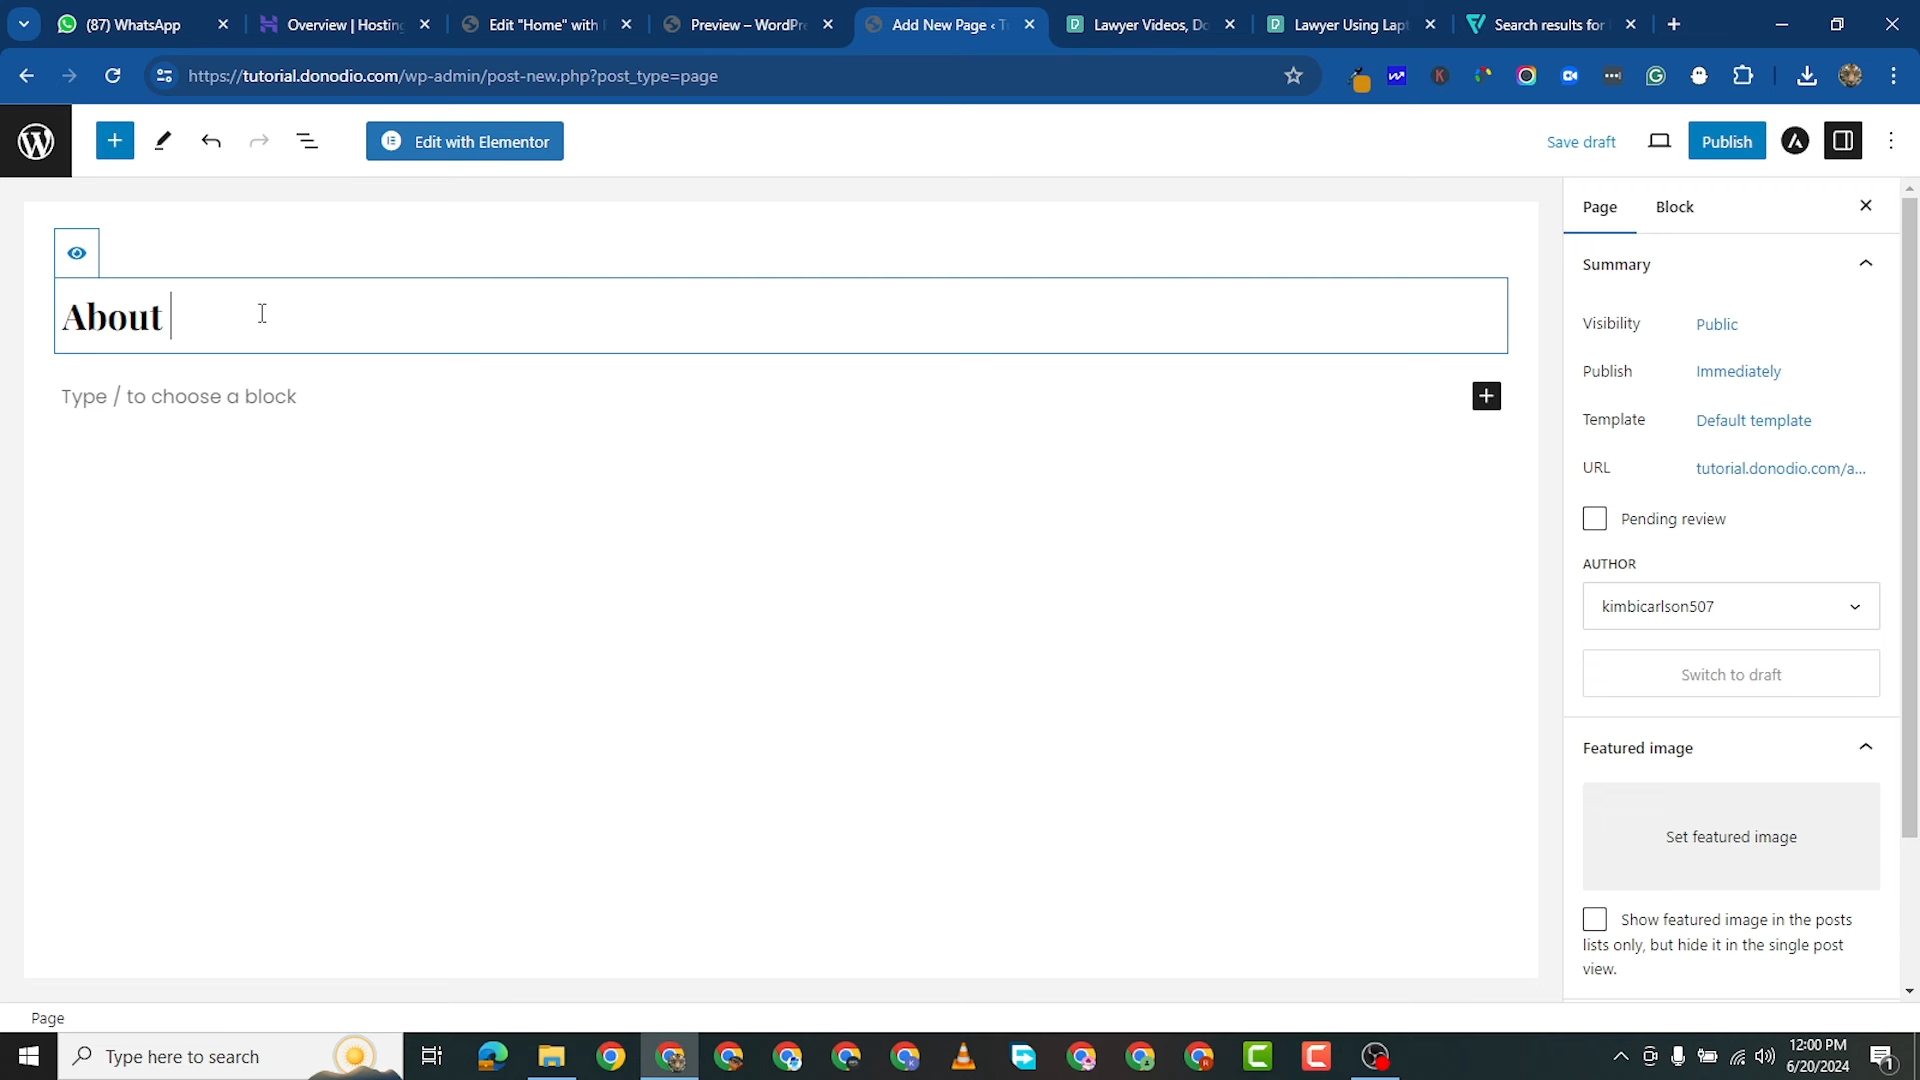 (87) WhatsApp
Overview | Hosting
Edit "Home" with
Preview – WordPre
Add New Page ‹ T
Lawyer Videos, Do
Lawyer Using Lapt
Search results for
https://tutorial.donodio.com/wp-admin/post-new.php?post_type=page
Edit with Elementor
Save draft
Publish
About
Type / to choose a block
Page
Block
Summary
Visibility
Public
Publish
Immediately
Template
Default template
URL
tutorial.donodio.com/a...
Pending review
AUTHOR
kimbicarlson507
Switch to draft
Featured image
Set featured image
Show featured image in the posts
lists only, but hide it in the single post
view.
Page
Type here to search
12:00 PM
6/20/2024
1